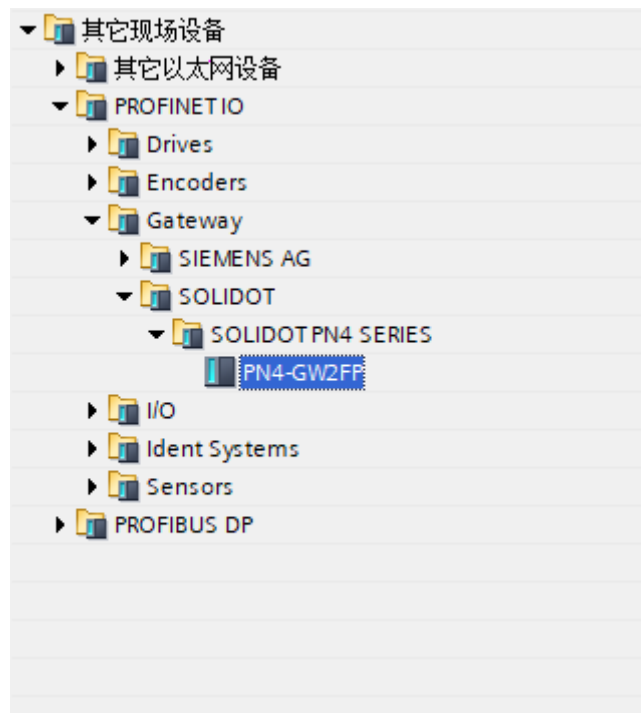 其它现场设备
其它以太网设备
PROFINET IO
Drives
Encoders
Gateway
SIEMENS AG
SOLIDOT
SOLIDOT PN4 SERIES
PN4-GW2FP
I/O
Ident Systems
Sensors
PROFIBUS DP